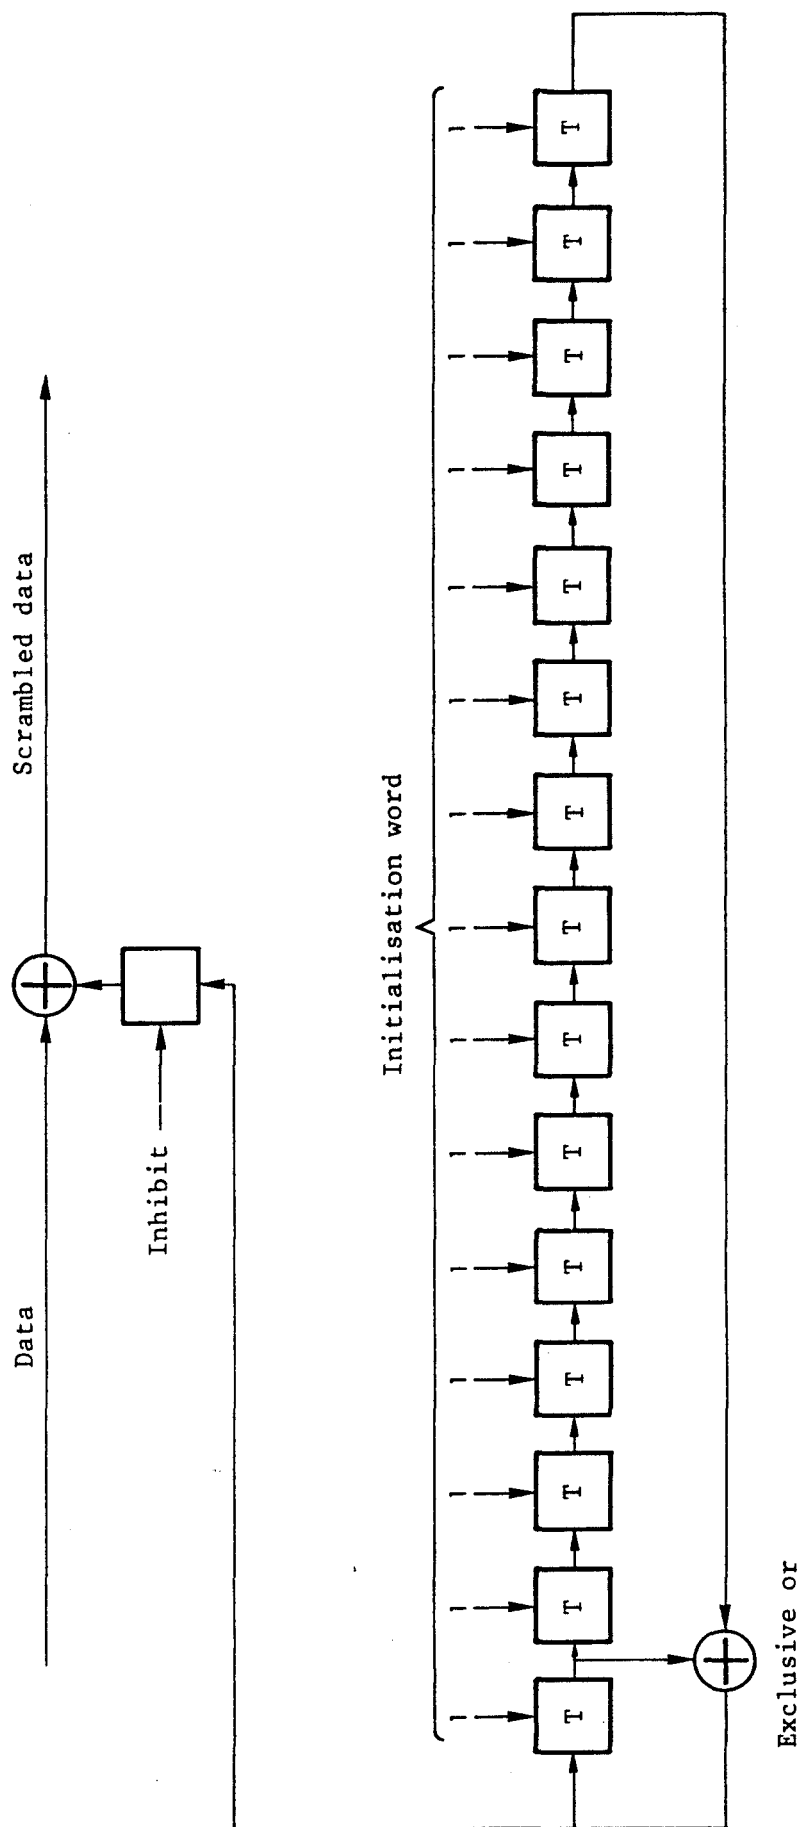 Data
Scrambled data
Inhibit
Initialisation word
T T T T T T T T T T T T T T T
Exclusive or